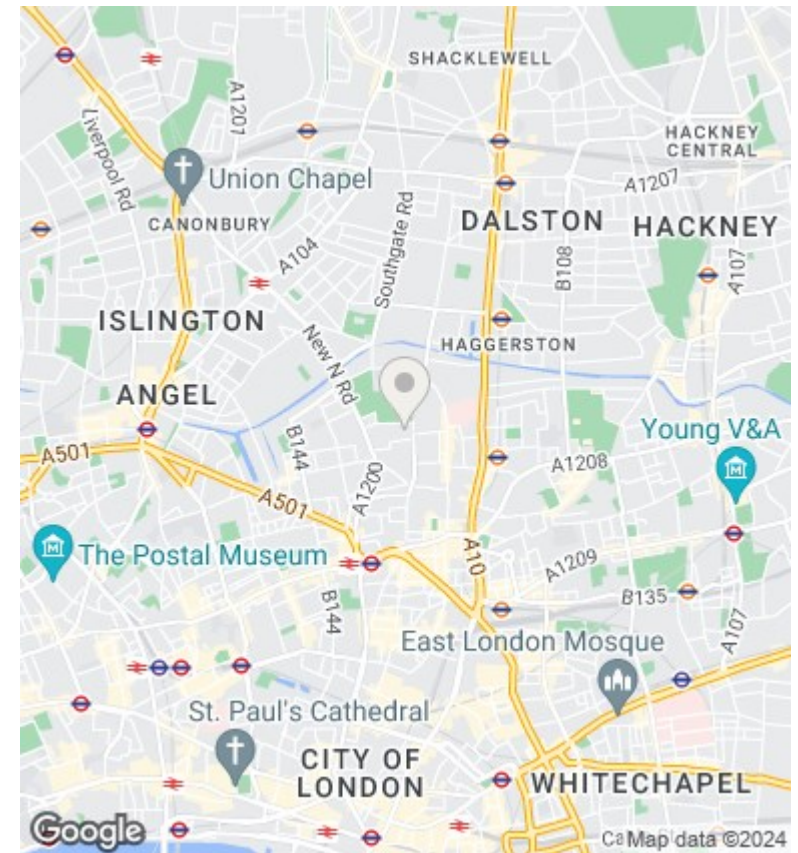 SHACKLEWELL
A1201
Liverpool Rd
HACKNEY
CENTRAL
Union Chapel
A1207
CANONBURY
Southgate Rd
DALSTON
HACKNEY
A104
B108
A107
ISLINGTON
New N Rd
HAGGERSTON
ANGEL
Young V&A
A501
B144
A1208
A1200
A501
The Postal Museum
A10
A1209
B144
B135
A107
East London Mosque
St. Paul's Cathedral
CITY OF
LONDON
WHITECHAPEL
Google
Map data ©2024